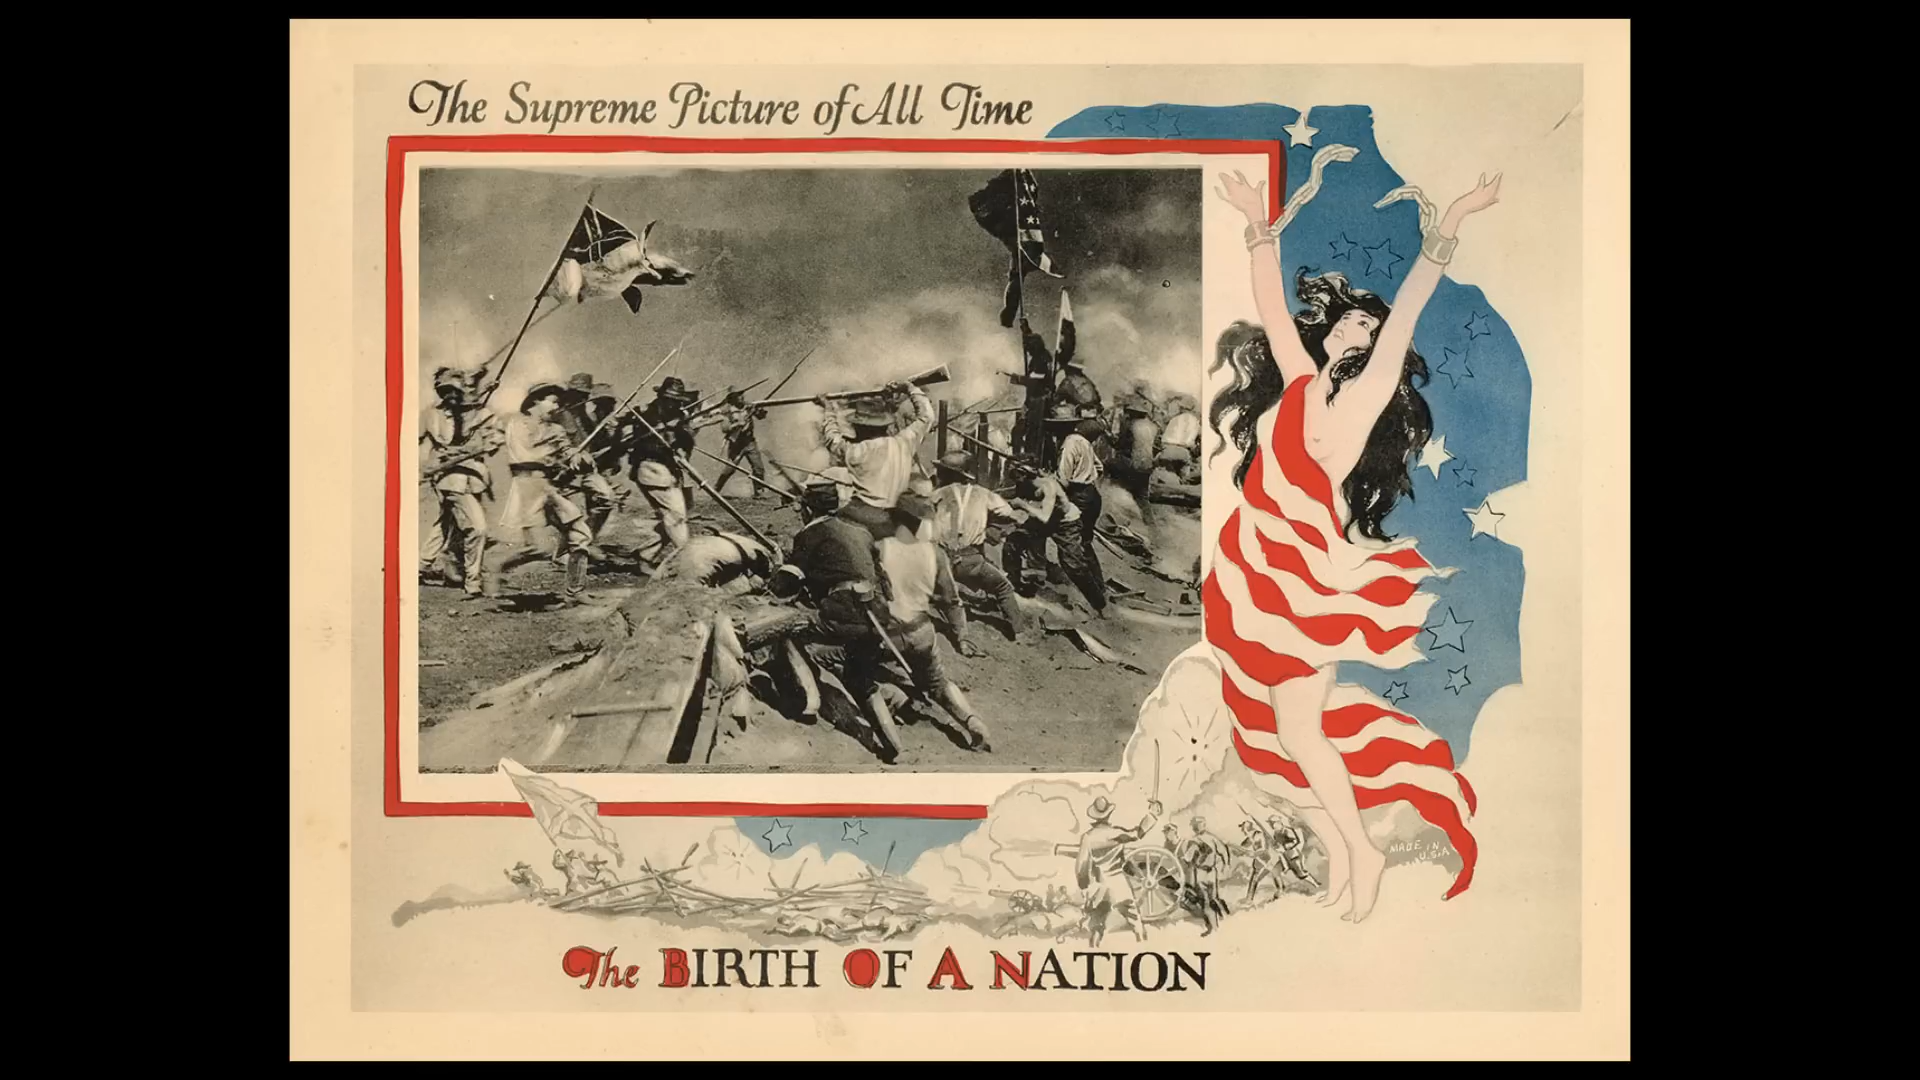 The Supreme Picture of All Time
MADE IN
U.S.A
The BIRTH OF A NATION